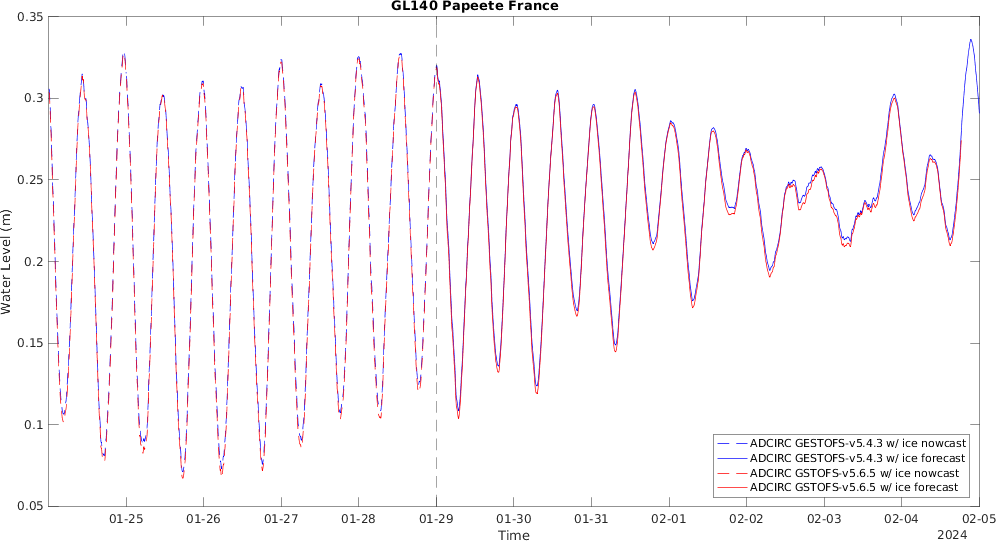 GL140 Papeete France
0.35
0.3
0.25
0.2
0.15
0.1
0.05
Water Level (m)
ADCIRC GESTOFS-v5.4.3 w/ ice nowcast
ADCIRC GESTOFS-v5.4.3 w/ ice forecast
ADCIRC GSTOFS-v5.6.5 w/ ice nowcast
ADCIRC GSTOFS-v5.6.5 w/ ice forecast
01-25 01-26 01-27 01-28 01-29 01-30 01-31 02-01 02-02 02-03 02-04 02-05
Time
2024